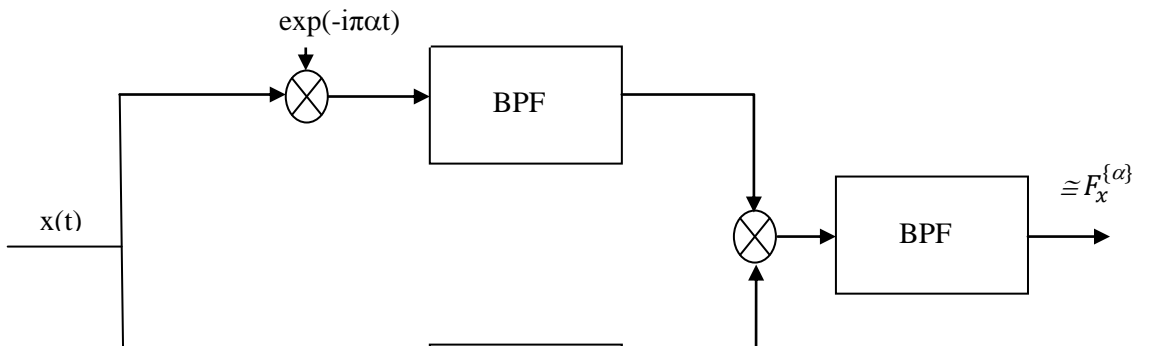 exp(-iπαt)
BPF
≅F_x^{α}
x(t)
BPF